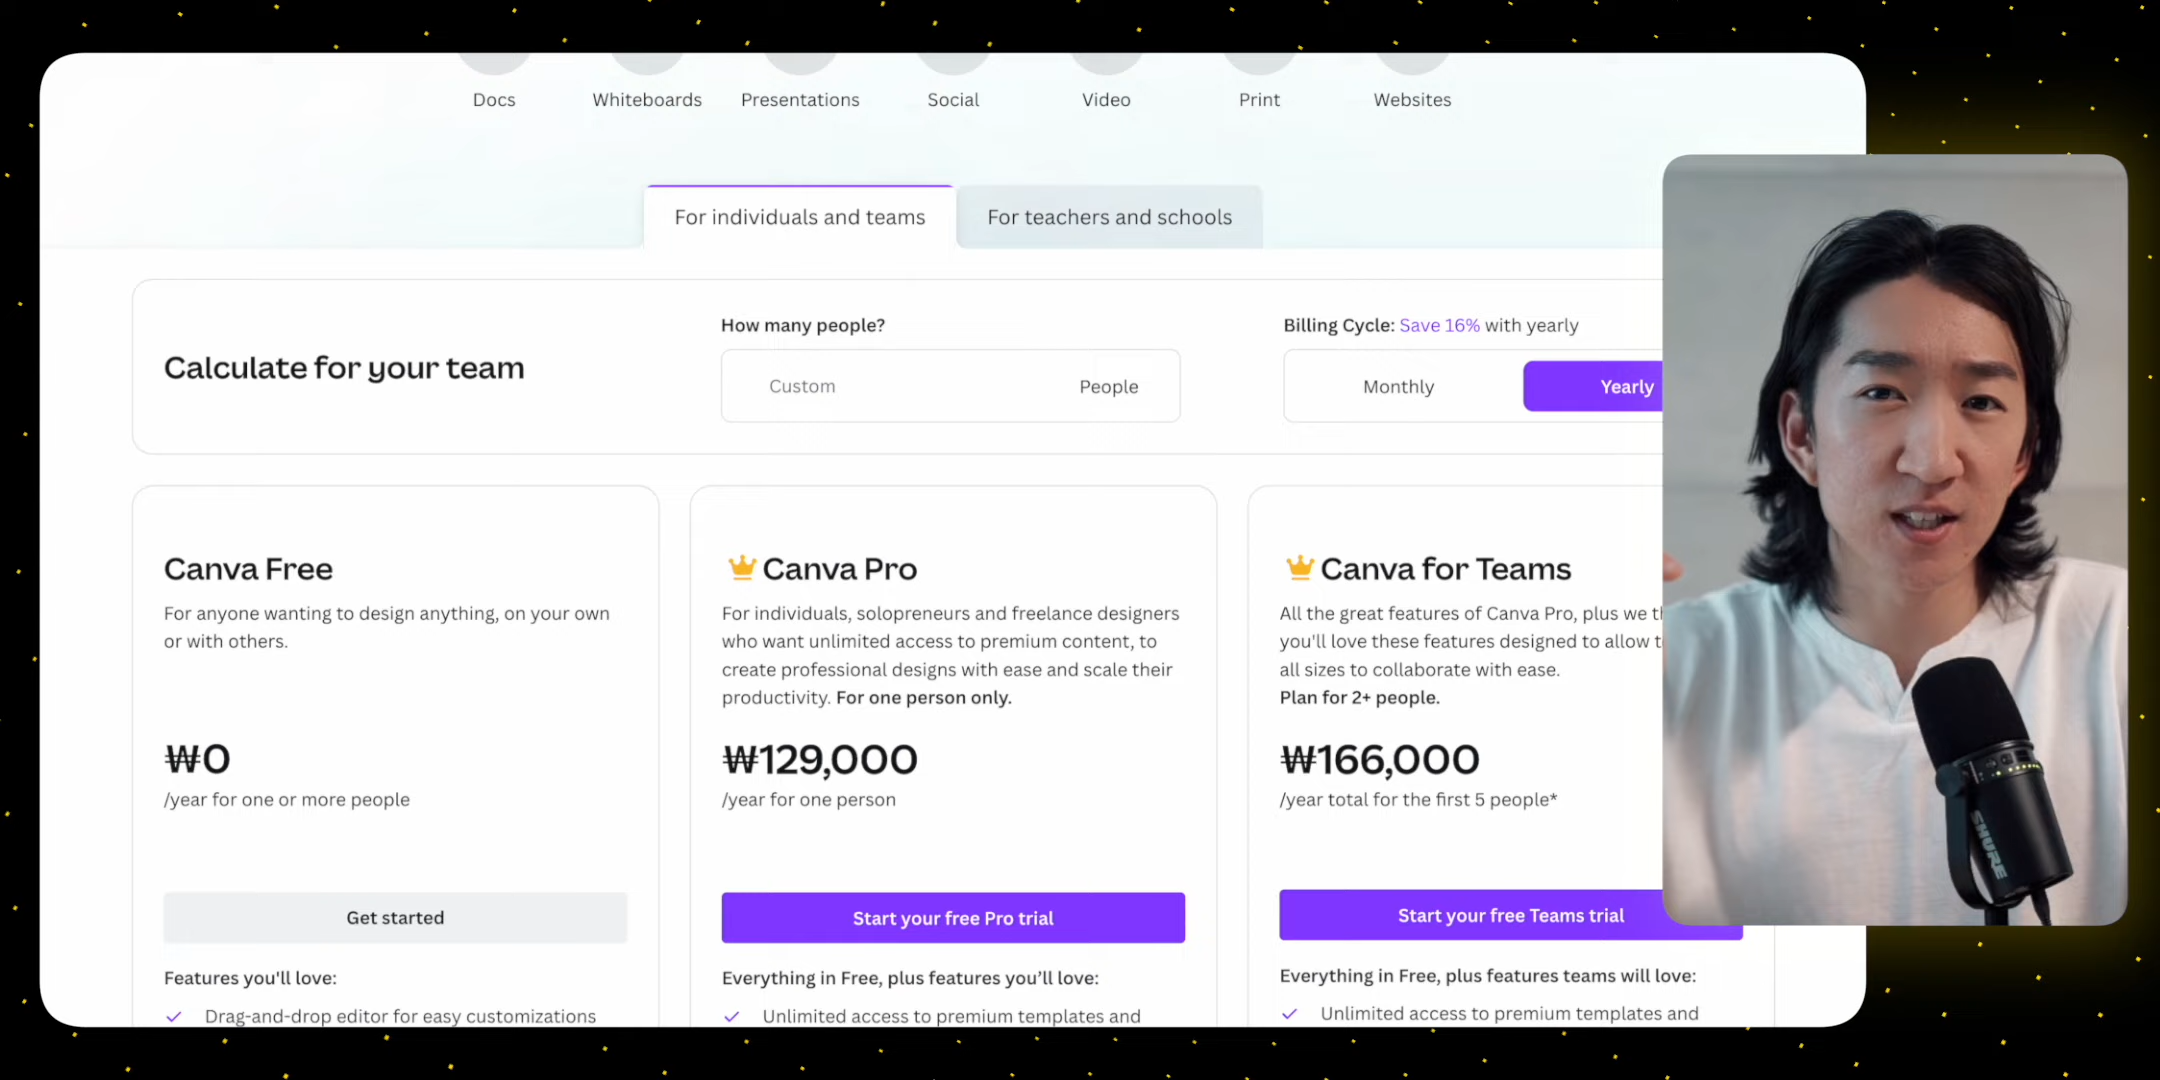 Docs
Whiteboards
Presentations
Social
Video
Print
Websites
For individuals and teams
For teachers and schools
Calculate for your team
How many people?
Custom
People
Billing Cycle: Save 16% with yearly
Monthly
Yearly
Canva Free
For anyone wanting to design anything, on your own
or with others.
₩0
/year for one or more people
Get started
Features you'll love:
Drag-and-drop editor for easy customizations
Canva Pro
For individuals, solopreneurs and freelance designers
who want unlimited access to premium content, to
create professional designs with ease and scale their
productivity. For one person only.
₩129,000
/year for one person
Start your free Pro trial
Everything in Free, plus features you’ll love:
Unlimited access to premium templates and
Canva for Teams
All the great features of Canva Pro, plus we
you'll love these features designed to allow
all sizes to collaborate with ease.
Plan for 2+ people.
₩166,000
/year total for the first 5 people*
Start your free Teams trial
Everything in Free, plus features teams will love:
Unlimited access to premium templates and
SHURE